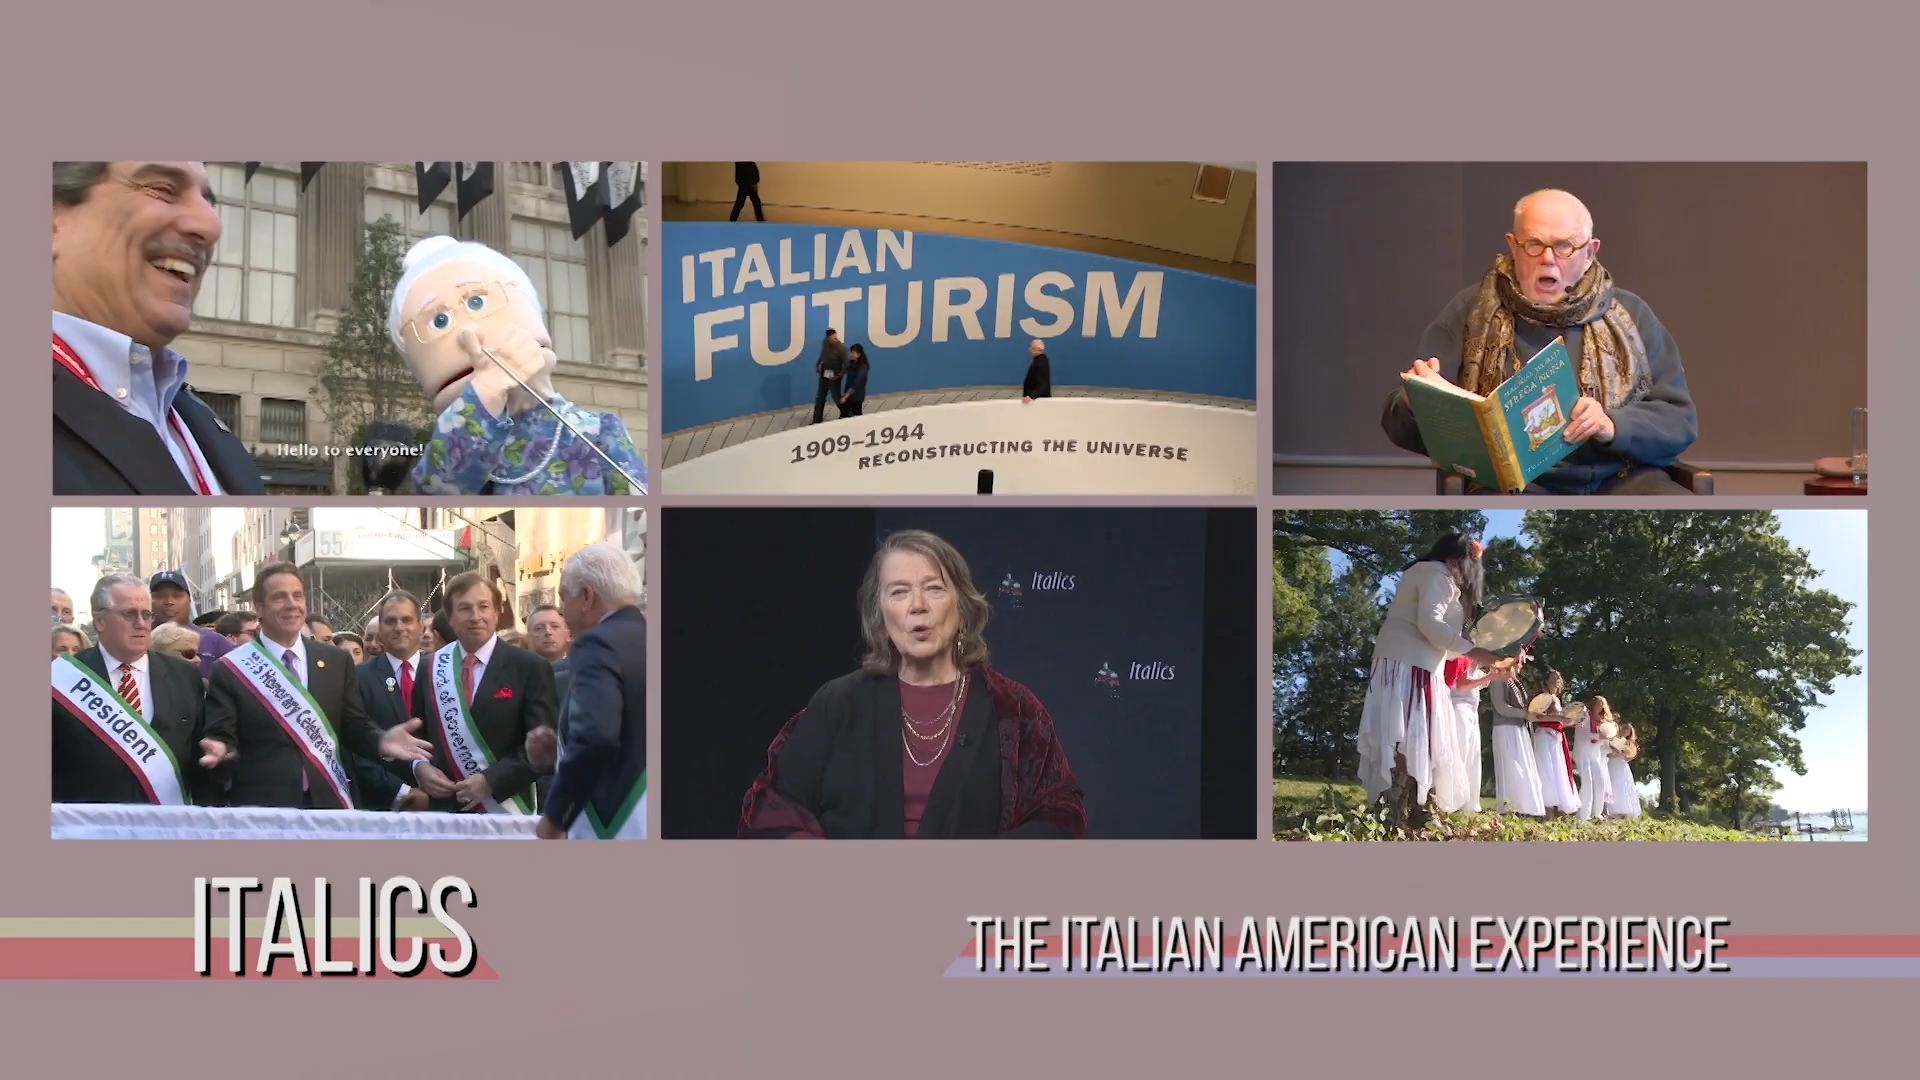 Hello to everyone!
ITALIAN
FUTURISM
1909–1944
RECONSTRUCTING THE UNIVERSE
STREGA NONA
President
Honorary
Italics
Italics
ITALICS
THE ITALIAN AMERICAN EXPERIENCE